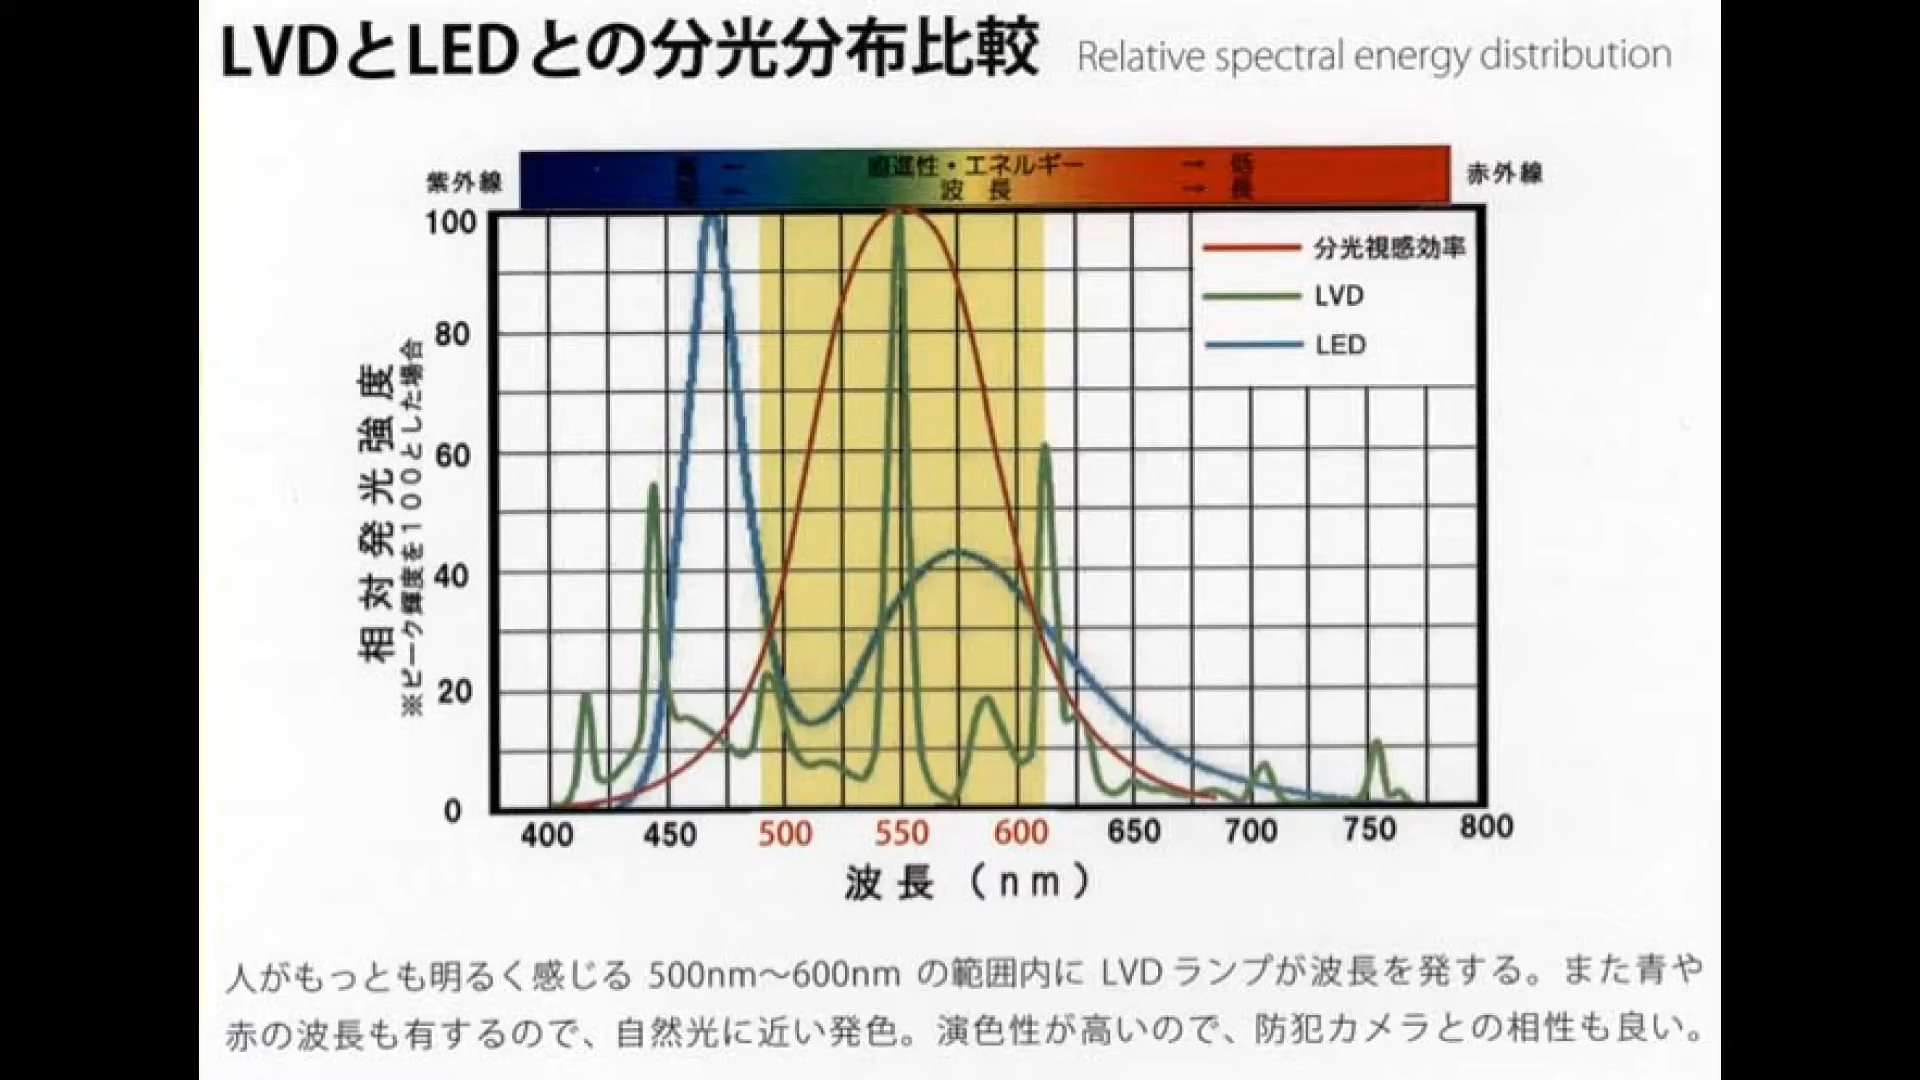 LVDとLEDとの分光分布比較 Relative spectral energy distribution
紫外線
高 ← 直進性・エネルギー → 低
← 波 長 → 長
赤外線
100
80
60
40
20
0
相対発光強度
※ピーク輝度を100とした場合
分光視感効率
LVD
LED
400 450 500 550 600 650 700 750 800
波 長 (nm)
人がもっとも明るく感じる 500nm～600nm の範囲内に LVD ランプが波長を発する。また青や
赤の波長も有するので、自然光に近い発色。演色性が高いので、防犯カメラとの相性も良い。